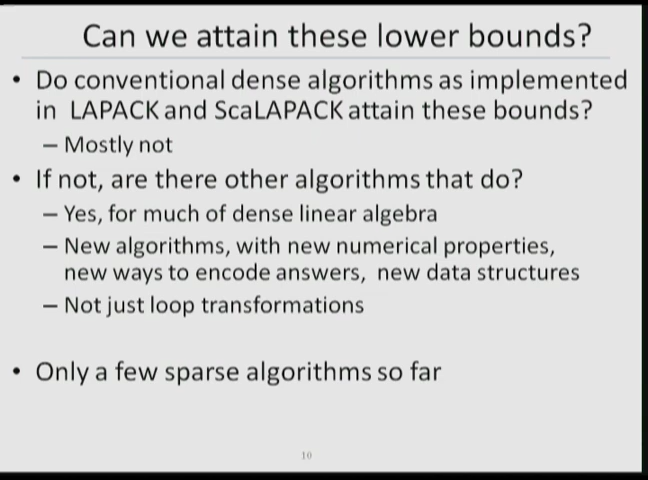 Can we attain these lower bounds?
• Do conventional dense algorithms as implemented
in LAPACK and ScaLAPACK attain these bounds?
– Mostly not
• If not, are there other algorithms that do?
– Yes, for much of dense linear algebra
– New algorithms, with new numerical properties,
new ways to encode answers, new data structures
– Not just loop transformations
• Only a few sparse algorithms so far
10